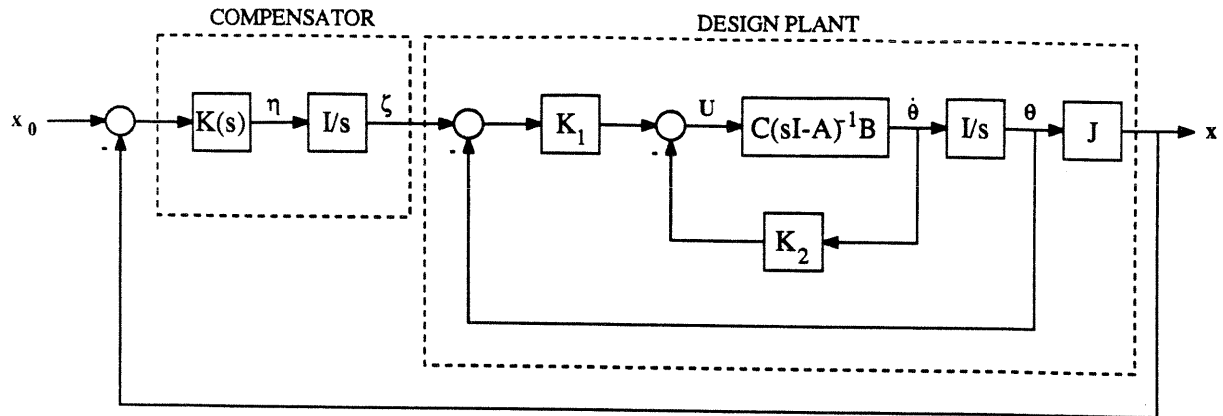 COMPENSATOR
DESIGN PLANT
x₀
-
K(s)
η
I/s
ζ
-
K₁
-
U
C(sI-A)⁻¹B
θ̇
I/s
θ
J
x
K₂